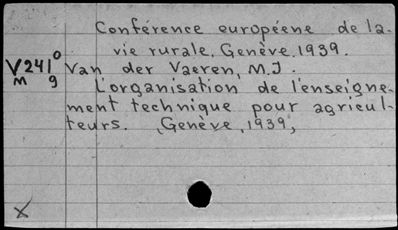 Conférence européene de la
vie rurale, Genève, 1939.
V241º Van der Vaeren, M.J.
M 9
L'organisation de l'enseigne-
ment technique pour agricul-
teurs. Genève, 1939,
X